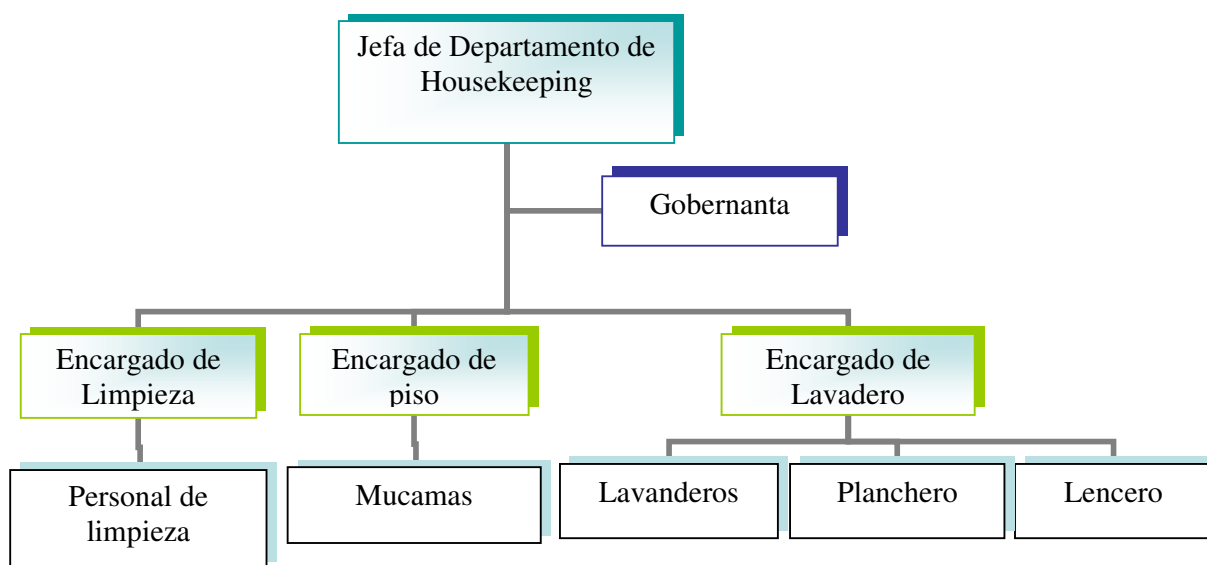 Jefa de Departamento de
Housekeeping
Gobernanta
Encargado de
Limpieza
Encargado de
piso
Encargado de
Lavadero
Personal de
limpieza
Mucamas
Lavanderos
Planchero
Lencero